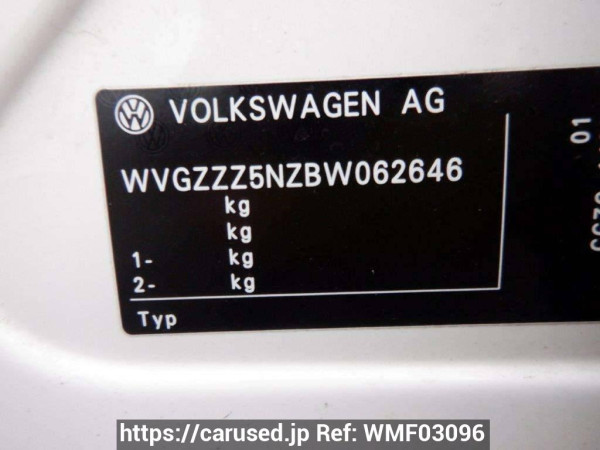 VOLKSWAGEN AG
WVGZZZ5NZBW062646
kg
kg
1- kg
2- kg
Typ
01
https://carused.jp Ref: WMF03096